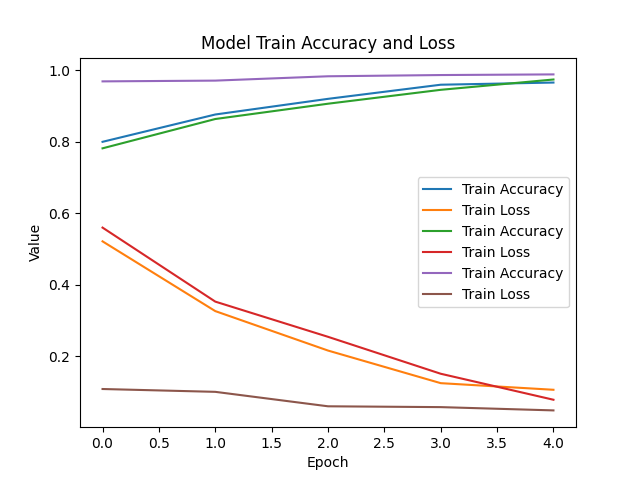 Model Train Accuracy and Loss
1.0
0.8
0.6
0.4
0.2
Value
Train Accuracy
Train Loss
Train Accuracy
Train Loss
Train Accuracy
Train Loss
0.0 0.5 1.0 1.5 2.0 2.5 3.0 3.5 4.0
Epoch